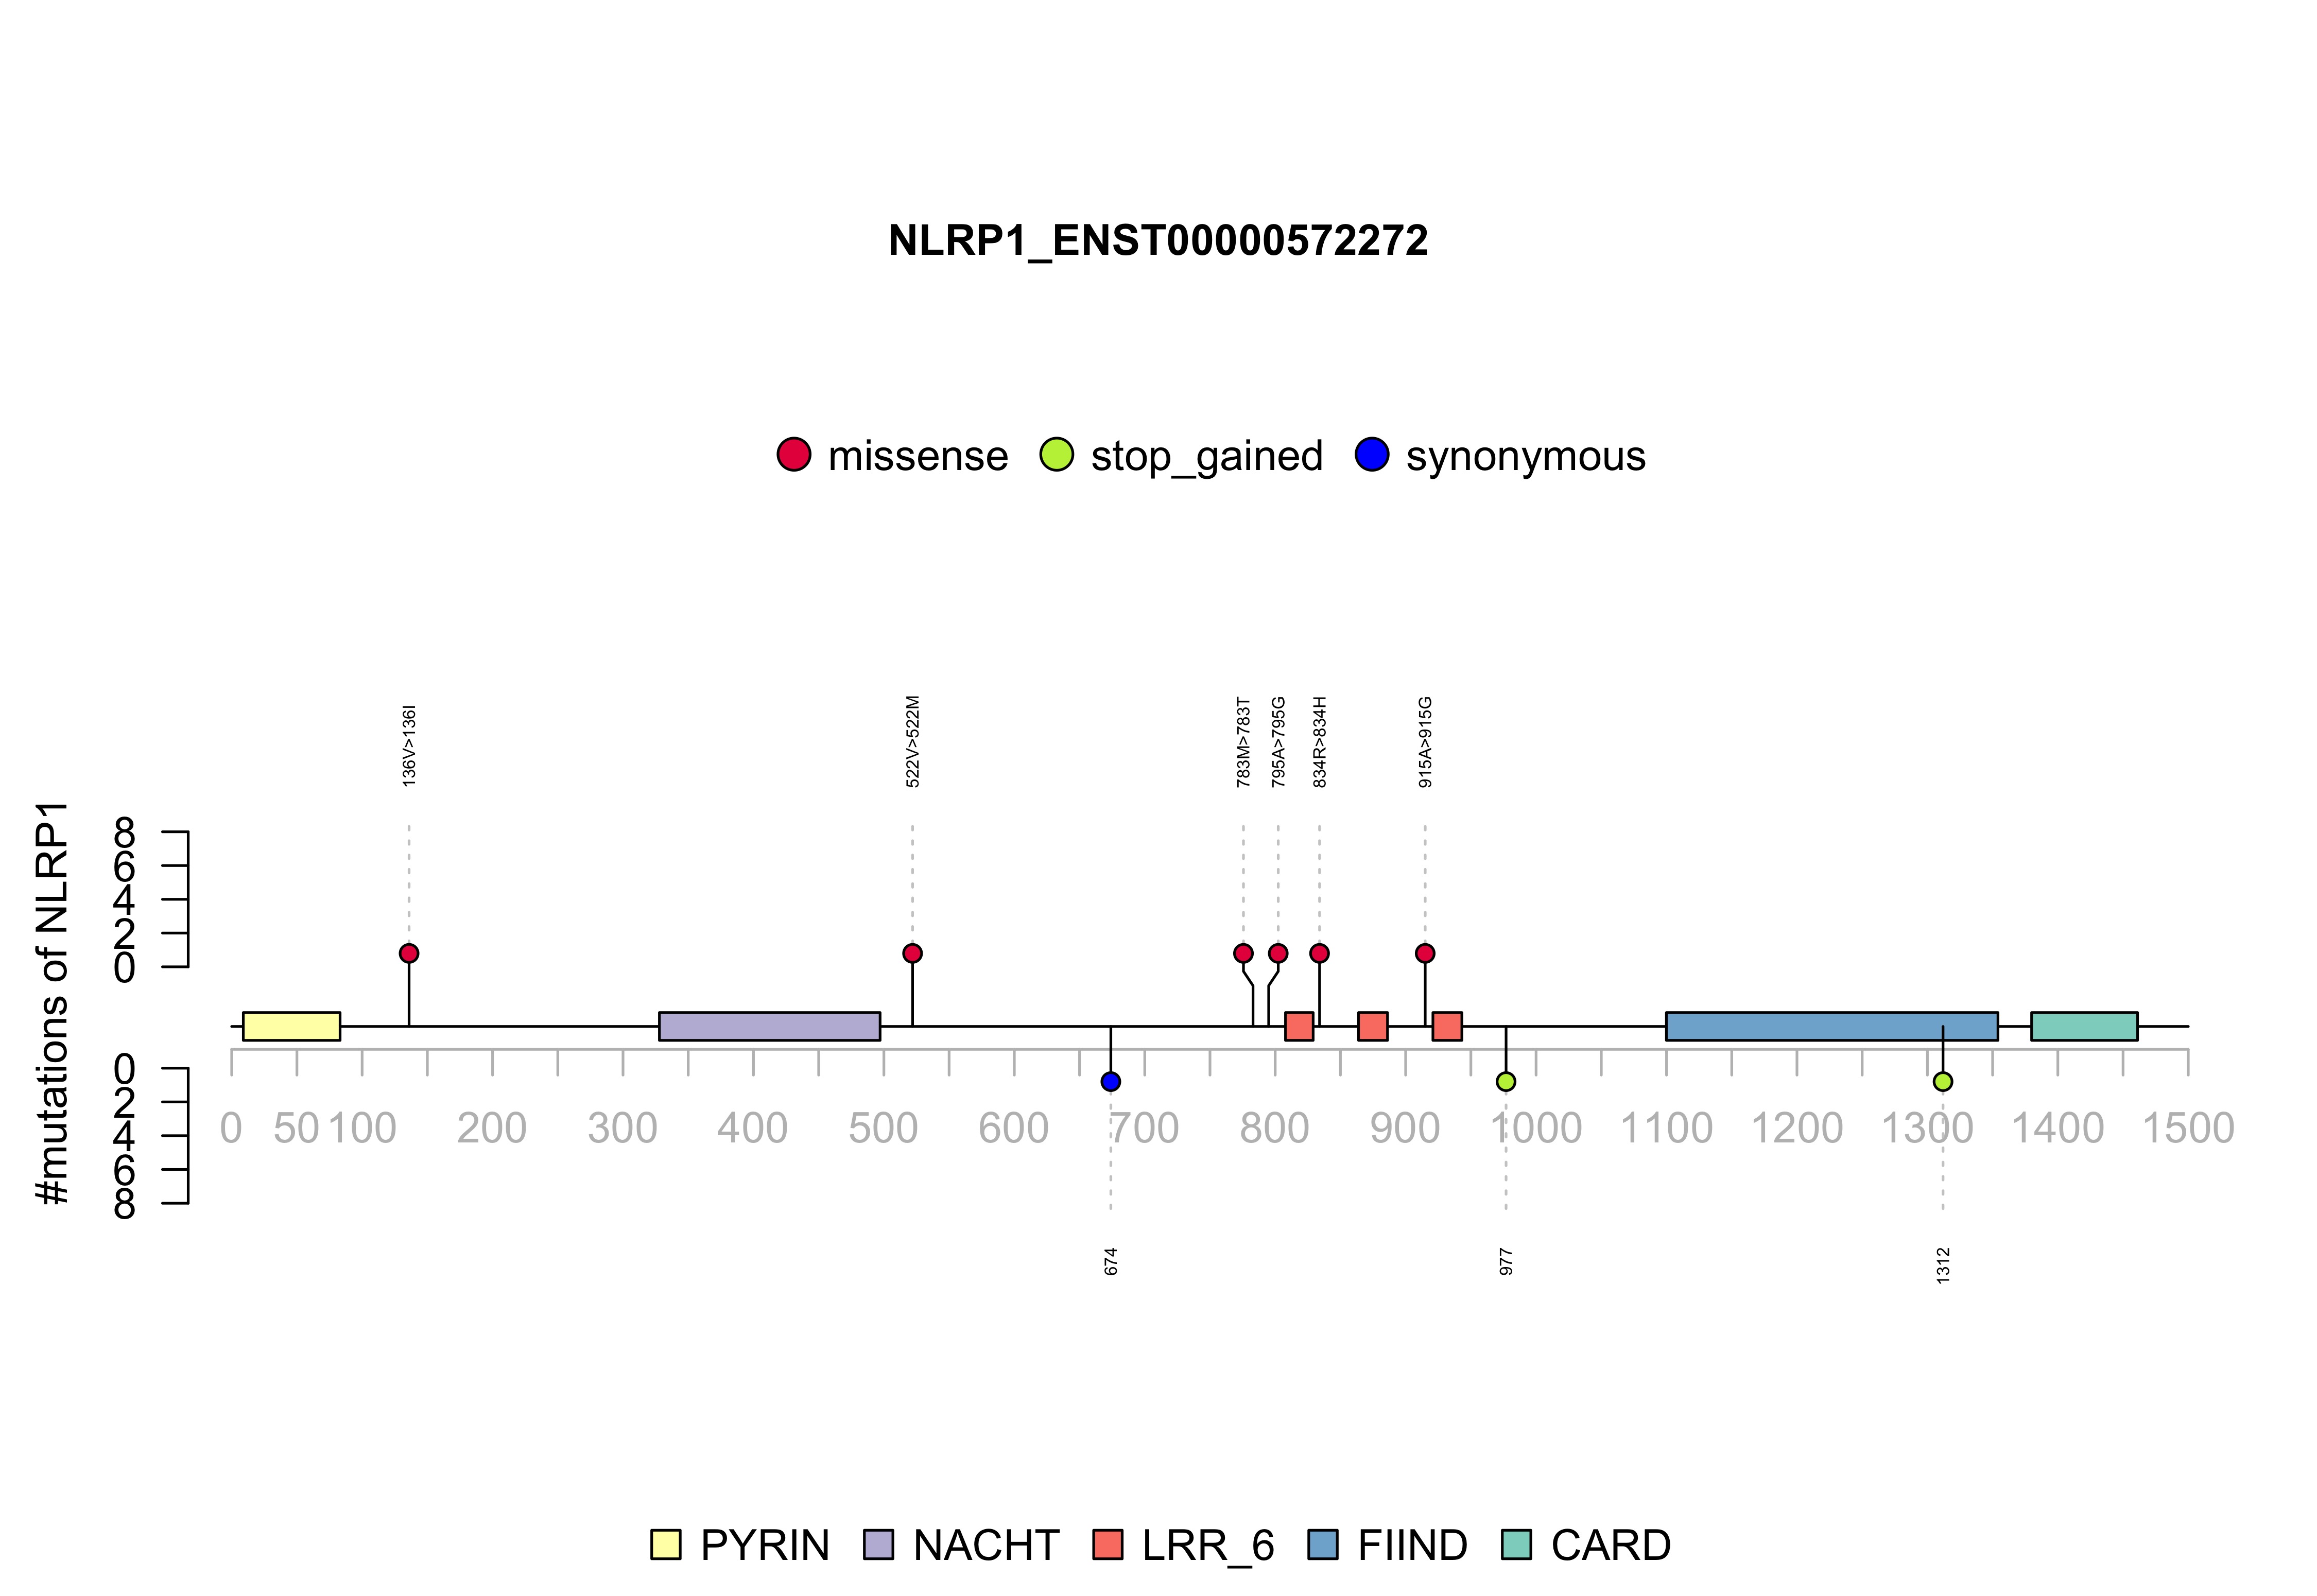 NLRP1_ENST00000572272
missense stop_gained synonymous
136V>136I 522V>522M 783M>783T 795A>795G 834R>834H 915A>915G
#mutations of NLRP1
8
6
4
2
0
0
2
4
6
8
0 50 100 200 300 400 500 600 700 800 900 1000 1100 1200 1300 1400 1500
674 977 1312
PYRIN NACHT LRR_6 FIIND CARD